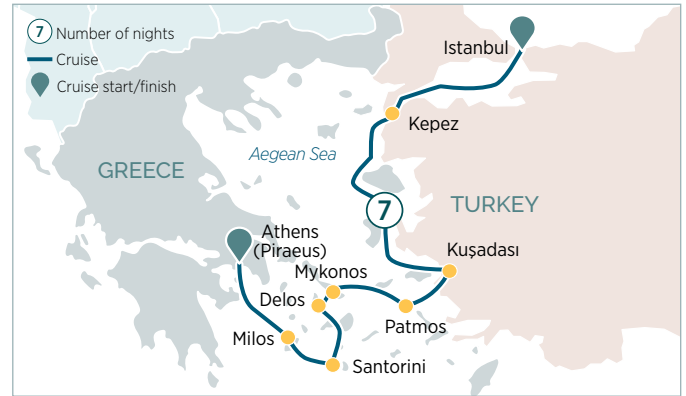 7 Number of nights
Cruise
Cruise start/finish
Istanbul
Kepez
Aegean Sea
GREECE
7
TURKEY
Athens
(Piraeus)
Kuşadası
Mykonos
Delos
Patmos
Milos
Santorini